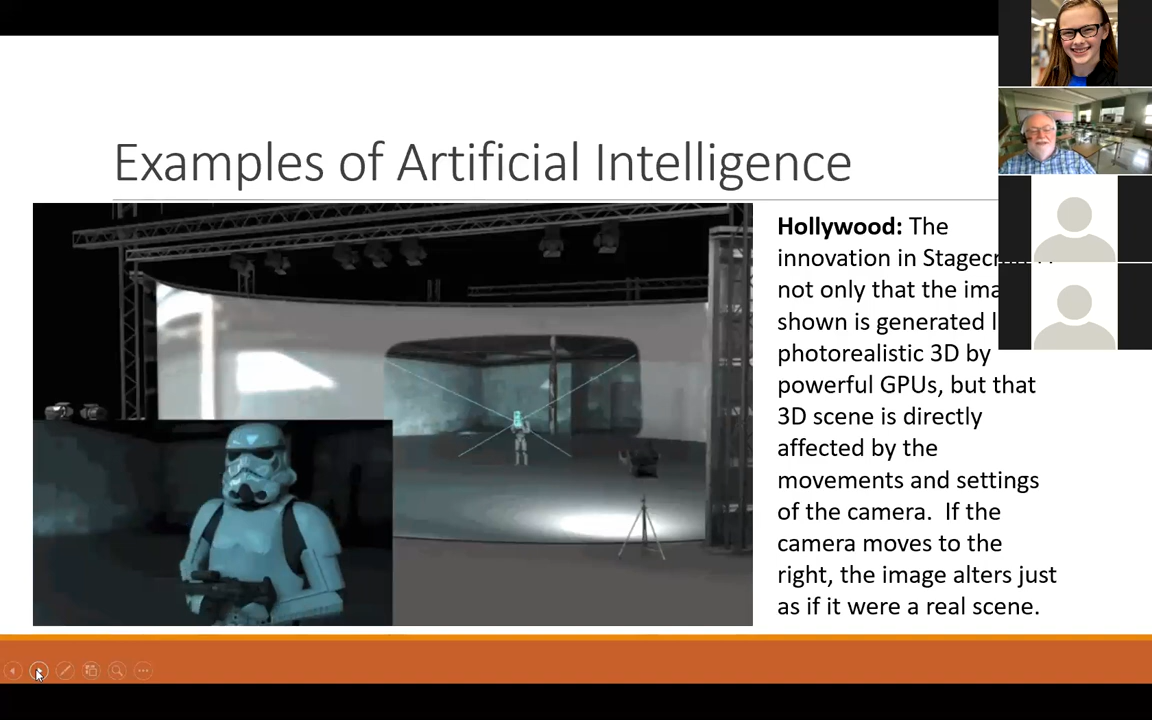 Examples of Artificial Intelligence
Hollywood: The
innovation in
not only that the
shown is generated
photorealistic 3D by
powerful GPUs, but that
3D scene is directly
affected by the
movements and settings
of the camera. If the
camera moves to the
right, the image alters just
as if it were a real scene.